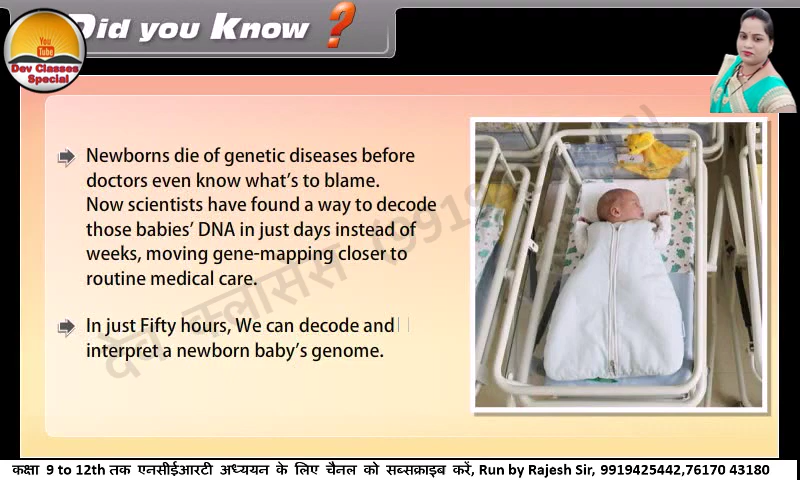 Did you Know ?
You
Tube
Dev Classes
Special
Newborns die of genetic diseases before
doctors even know what's to blame.
Now scientists have found a way to decode
those babies' DNA in just days instead of
weeks, moving gene-mapping closer to
routine medical care.
In just Fifty hours, We can decode and
interpret a newborn baby's genome.
देव क्लासेस
कक्षा 9 to 12th तक एनसीईआरटी अध्ययन के लिए चैनल को सब्सक्राइब करें, Run by Rajesh Sir, 9919425442,76170 43180